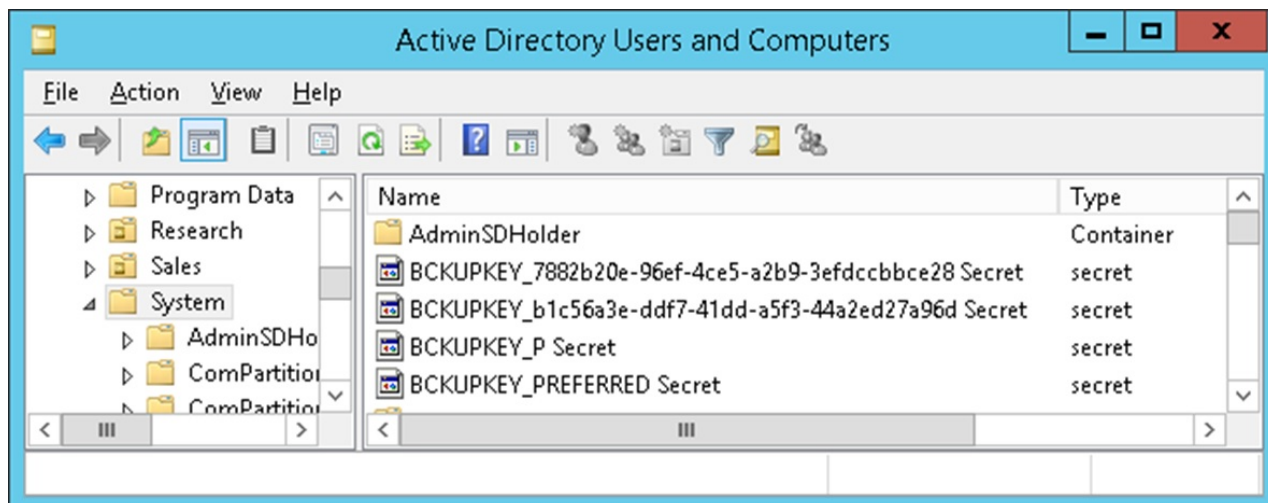 Active Directory Users and Computers
File Action View Help
Program Data
Research
Sales
System
AdminSDHo
ComPartition
ComPartition
Name Type
AdminSDHolder Container
BCKUPKEY_7882b20e-96ef-4ce5-a2b9-3efdccbbce28 Secret secret
BCKUPKEY_b1c56a3e-ddf7-41dd-a5f3-44a2ed27a96d Secret secret
BCKUPKEY_P Secret secret
BCKUPKEY_PREFERRED Secret secret